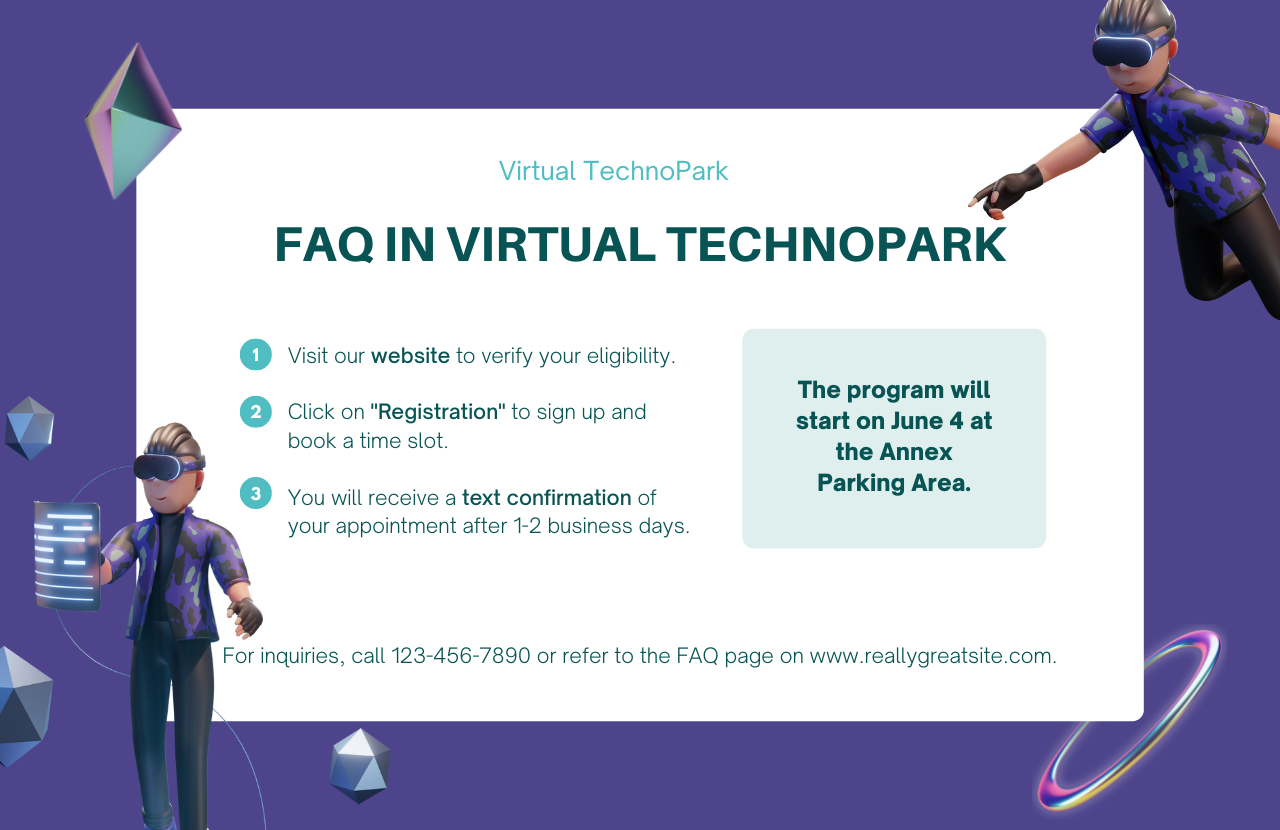 Virtual TechnoPark
FAQ IN VIRTUAL TECHNOPARK
1 Visit our website to verify your eligibility.
2 Click on "Registration" to sign up and
book a time slot.
3 You will receive a text confirmation of
your appointment after 1-2 business days.
The program will
start on June 4 at
the Annex
Parking Area.
For inquiries, call 123-456-7890 or refer to the FAQ page on www.reallygreatsite.com.